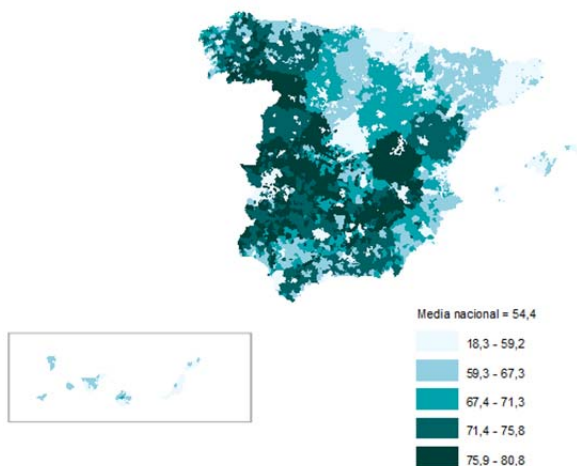 Media nacional = 54,4
18,3 - 59,2
59,3 - 67,3
67,4 - 71,3
71,4 - 75,8
75,9 - 80,8